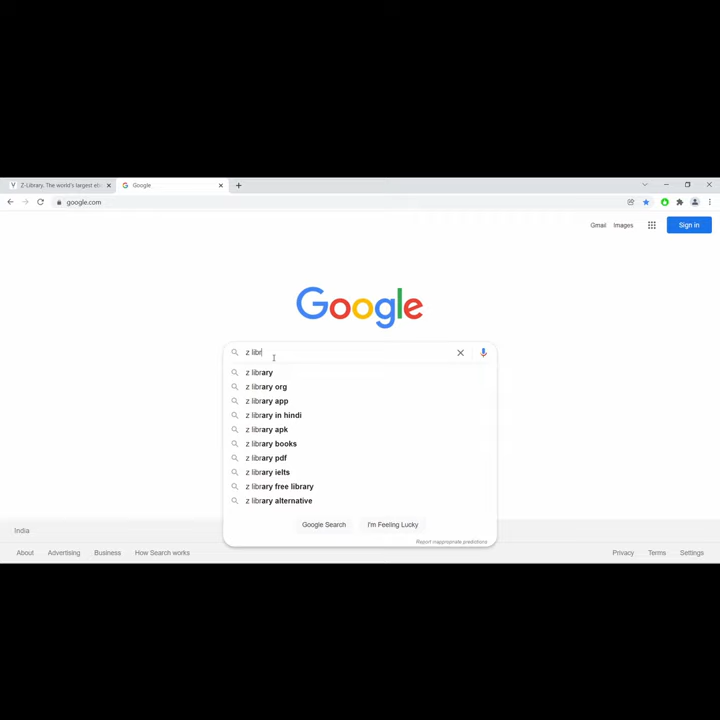 Z-Library. The world's largest eb
Google
google.com
Gmail Images Sign in
Google
z libr
z library
z library org
z library app
z library in hindi
z library apk
z library books
z library pdf
z library ielts
z library free library
z library alternative
Google Search I'm Feeling Lucky
Report inappropriate predictions
India
About Advertising Business How Search works Privacy Terms Settings